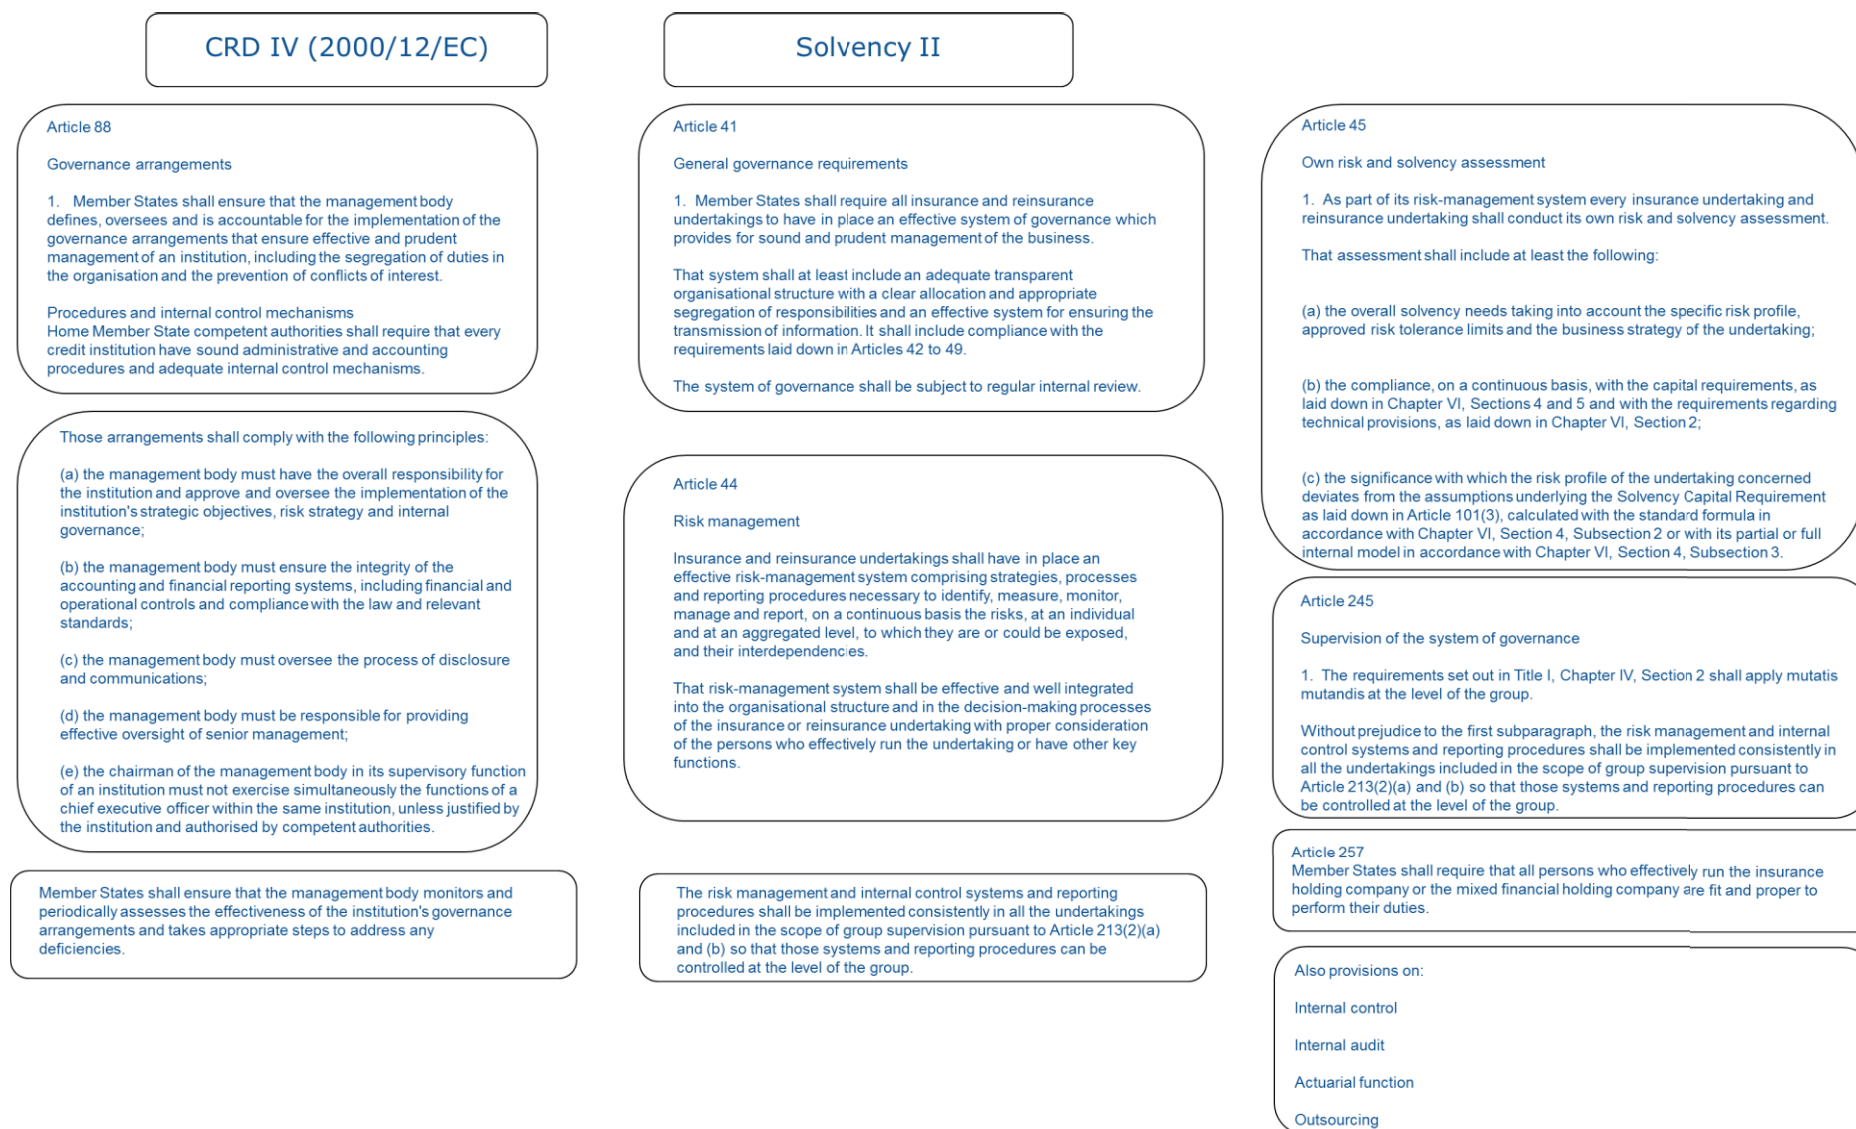 CRD IV (2000/12/EC)
Solvency II
Article 88
Governance arrangements
1. Member States shall ensure that the management body
defines, oversees and is accountable for the implementation of the
governance arrangements that ensure effective and prudent
management of an institution, including the segregation of duties in
the organisation and the prevention of conflicts of interest.
Procedures and internal control mechanisms
Home Member State competent authorities shall require that every
credit institution have sound administrative and accounting
procedures and adequate internal control mechanisms.
Those arrangements shall comply with the following principles:
(a) the management body must have the overall responsibility for
the institution and approve and oversee the implementation of the
institution's strategic objectives, risk strategy and internal
governance;
(b) the management body must ensure the integrity of the
accounting and financial reporting systems, including financial and
operational controls and compliance with the law and relevant
standards;
(c) the management body must oversee the process of disclosure
and communications;
(d) the management body must be responsible for providing
effective oversight of senior management;
(e) the chairman of the management body in its supervisory function
of an institution must not exercise simultaneously the functions of a
chief executive officer within the same institution, unless justified by
the institution and authorised by competent authorities.
Member States shall ensure that the management body monitors and
periodically assesses the effectiveness of the institution's governance
arrangements and takes appropriate steps to address any
deficiencies.
Article 41
General governance requirements
1. Member States shall require all insurance and reinsurance
undertakings to have in place an effective system of governance which
provides for sound and prudent management of the business.
That system shall at least include an adequate transparent
organisational structure with a clear allocation and appropriate
segregation of responsibilities and an effective system for ensuring the
transmission of information. It shall include compliance with the
requirements laid down in Articles 42 to 49.
The system of governance shall be subject to regular internal review.
Article 44
Risk management
Insurance and reinsurance undertakings shall have in place an
effective risk-management system comprising strategies, processes
and reporting procedures necessary to identify, measure, monitor,
manage and report, on a continuous basis the risks, at an individual
and at an aggregated level, to which they are or could be exposed,
and their interdependencies.
That risk-management system shall be effective and well integrated
into the organisational structure and in the decision-making processes
of the insurance or reinsurance undertaking with proper consideration
of the persons who effectively run the undertaking or have other key
functions.
The risk management and internal control systems and reporting
procedures shall be implemented consistently in all the undertakings
included in the scope of group supervision pursuant to Article 213(2)(a)
and (b) so that those systems and reporting procedures can be
controlled at the level of the group.
Article 45
Own risk and solvency assessment
1. As part of its risk-management system every insurance undertaking and
reinsurance undertaking shall conduct its own risk and solvency assessment.
That assessment shall include at least the following:
(a) the overall solvency needs taking into account the specific risk profile,
approved risk tolerance limits and the business strategy of the undertaking;
(b) the compliance, on a continuous basis, with the capital requirements, as
laid down in Chapter VI, Sections 4 and 5 and with the requirements regarding
technical provisions, as laid down in Chapter VI, Section 2;
(c) the significance with which the risk profile of the undertaking concerned
deviates from the assumptions underlying the Solvency Capital Requirement
as laid down in Article 101(3), calculated with the standard formula in
accordance with Chapter VI, Section 4, Subsection 2 or with its partial or full
internal model in accordance with Chapter VI, Section 4, Subsection 3.
Article 245
Supervision of the system of governance
1. The requirements set out in Title I, Chapter IV, Section 2 shall apply mutatis
mutandis at the level of the group.
Without prejudice to the first subparagraph, the risk management and internal
control systems and reporting procedures shall be implemented consistently in
all the undertakings included in the scope of group supervision pursuant to
Article 213(2)(a) and (b) so that those systems and reporting procedures can
be controlled at the level of the group.
Article 257
Member States shall require that all persons who effectively run the insurance
holding company or the mixed financial holding company are fit and proper to
perform their duties.
Also provisions on:
Internal control
Internal audit
Actuarial function
Outsourcing